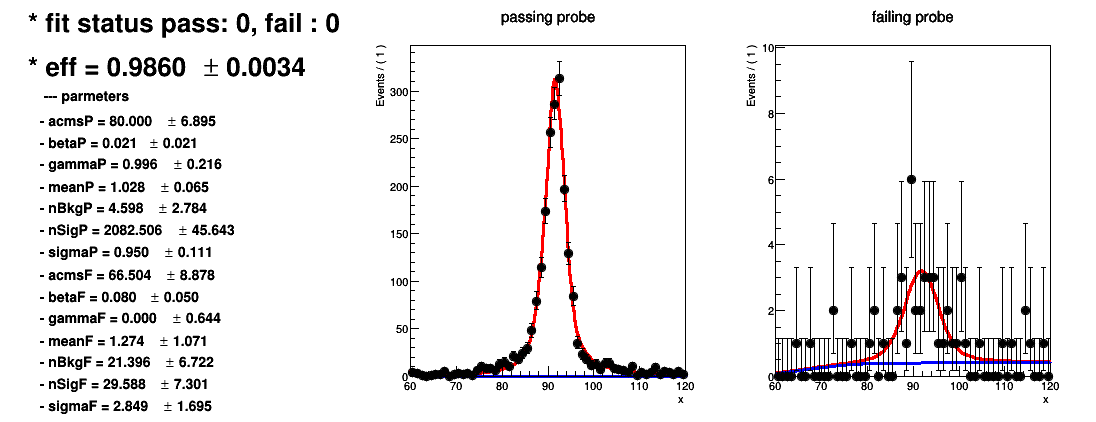 * fit status pass: 0, fail : 0
* eff = 0.9860 ± 0.0034
--- parmeters
- acmsP = 80.000 ± 6.895
- betaP = 0.021 ± 0.021
- gammaP = 0.996 ± 0.216
- meanP = 1.028 ± 0.065
- nBkgP = 4.598 ± 2.784
- nSigP = 2082.506 ± 45.643
- sigmaP = 0.950 ± 0.111
- acmsF = 66.504 ± 8.878
- betaF = 0.080 ± 0.050
- gammaF = 0.000 ± 0.644
- meanF = 1.274 ± 1.071
- nBkgF = 21.396 ± 6.722
- nSigF = 29.588 ± 7.301
- sigmaF = 2.849 ± 1.695
passing probe
Events / ( 1 )
300
250
200
150
100
50
0
60 70 80 90 100 110 120
x
failing probe
Events / ( 1 )
10
8
6
4
2
0
60 70 80 90 100 110 120
x